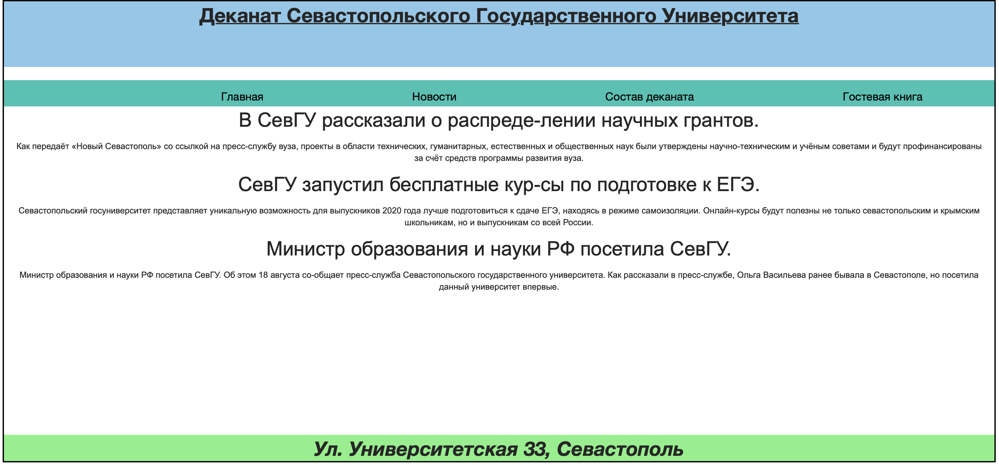 Деканат Севастопольского Государственного Университета
Главная Новости Состав деканата Гостевая книга
В СевГУ рассказали о распреде-лении научных грантов.
Как передаёт «Новый Севастополь» со ссылкой на пресс-службу вуза, проекты в области технических, гуманитарных, естественных и общественных наук были утверждены научно-техническим и учёным советами и будут профинансированы
за счёт средств программы развития вуза.
СевГУ запустил бесплатные кур-сы по подготовке к ЕГЭ.
Севастопольский госуниверситет представляет уникальную возможность для выпускников 2020 года лучше подготовиться к сдаче ЕГЭ, находясь в режиме самоизоляции. Онлайн-курсы будут полезны не только севастопольским и крымским
школьникам, но и выпускникам со всей России.
Министр образования и науки РФ посетила СевГУ.
Министр образования и науки РФ посетила СевГУ. Об этом 18 августа со-общает пресс-служба Севастопольского государственного университета. Как рассказали в пресс-службе, Ольга Васильева ранее бывала в Севастополе, но посетила
данный университет впервые.
Ул. Университетская 33, Севастополь